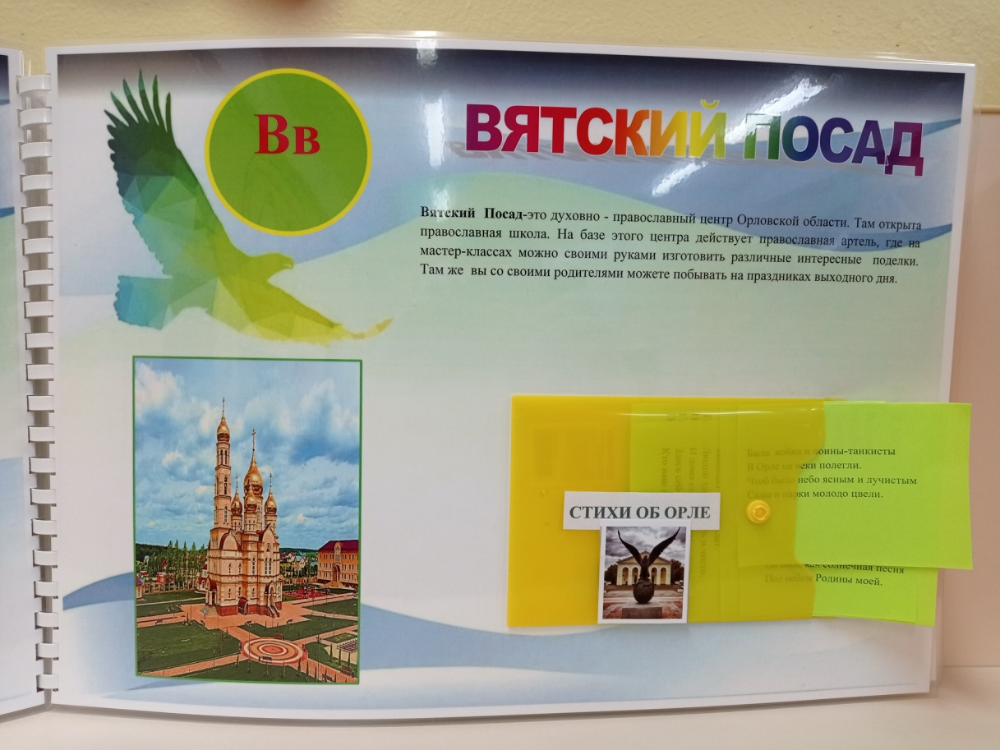 Вв
ВЯТСКИЙ ПОСАД
Вятский Посад-это духовно - православный центр Орловской области. Там открыта
православная школа. На базе этого центра действует православная артель, где на
мастер-классах можно своими руками изготовить различные интересные поделки.
Там же вы со своими родителями можете побывать на праздниках выходного дня.
Была война и воины-танкисты
В Орле на веки полегли.
Чтоб было небо ясным и лучистым
Сады и парки молодо цвели.
СТИХИ ОБ ОРЛЕ
как солнечная песня
Под небом Родины моей.